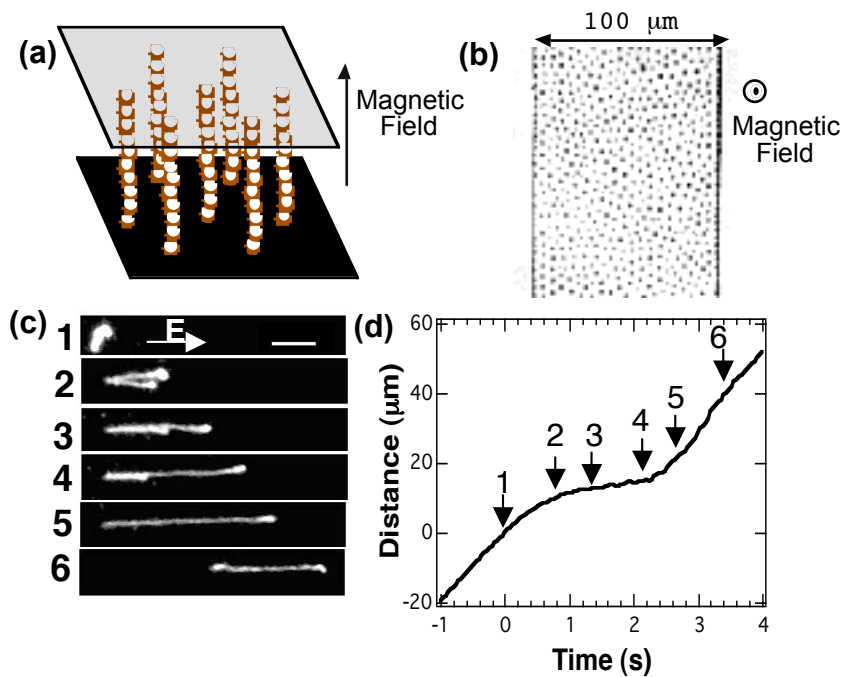 (a)
Magnetic
Field
(b)
100 μm
Magnetic
Field
(c)
1
E
2
3
4
5
6
(d)
60
40
20
0
-20
Distance (μm)
1
2
3
4
5
6
-1
0
1
2
3
4
Time (s)